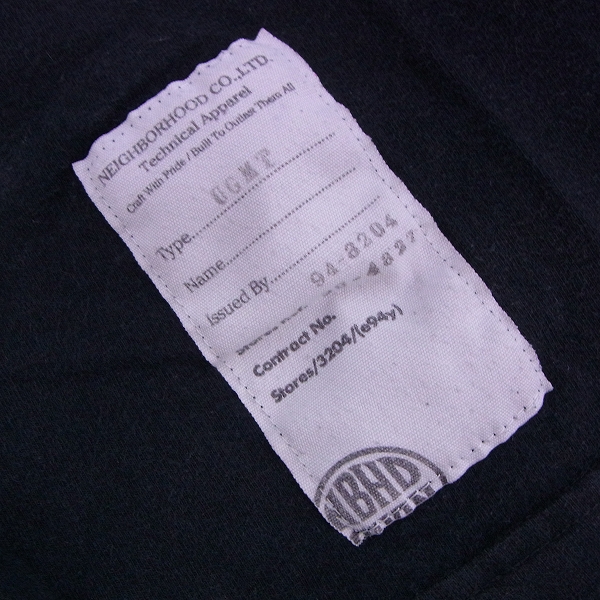 NEIGHBORHOOD CO.,LTD.
Technical Apparel
Craft With Pride / Built To Outlast Them All
Type
Name
Issued By 94-8204
Contract No.
Stores/3204/(e94y)
NBHD